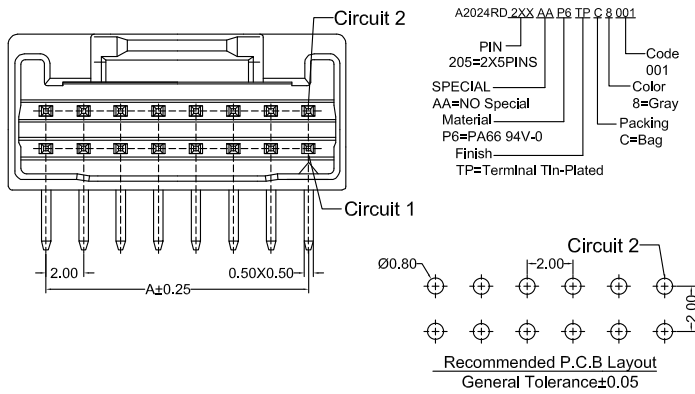 Circuit 2
Circuit 1
2.00
0.50X0.50
A±0.25
A2024RD 2XX AA P6 TP C 8 001
PIN
205=2X5PINS
SPECIAL
AA=NO Special
Material
P6=PA66 94V-0
Finish
TP=Terminal Tin-Plated
Code
001
Color
8=Gray
Packing
C=Bag
Circuit 2
Ø0.80
2.00
2.00
Recommended P.C.B Layout
General Tolerance±0.05